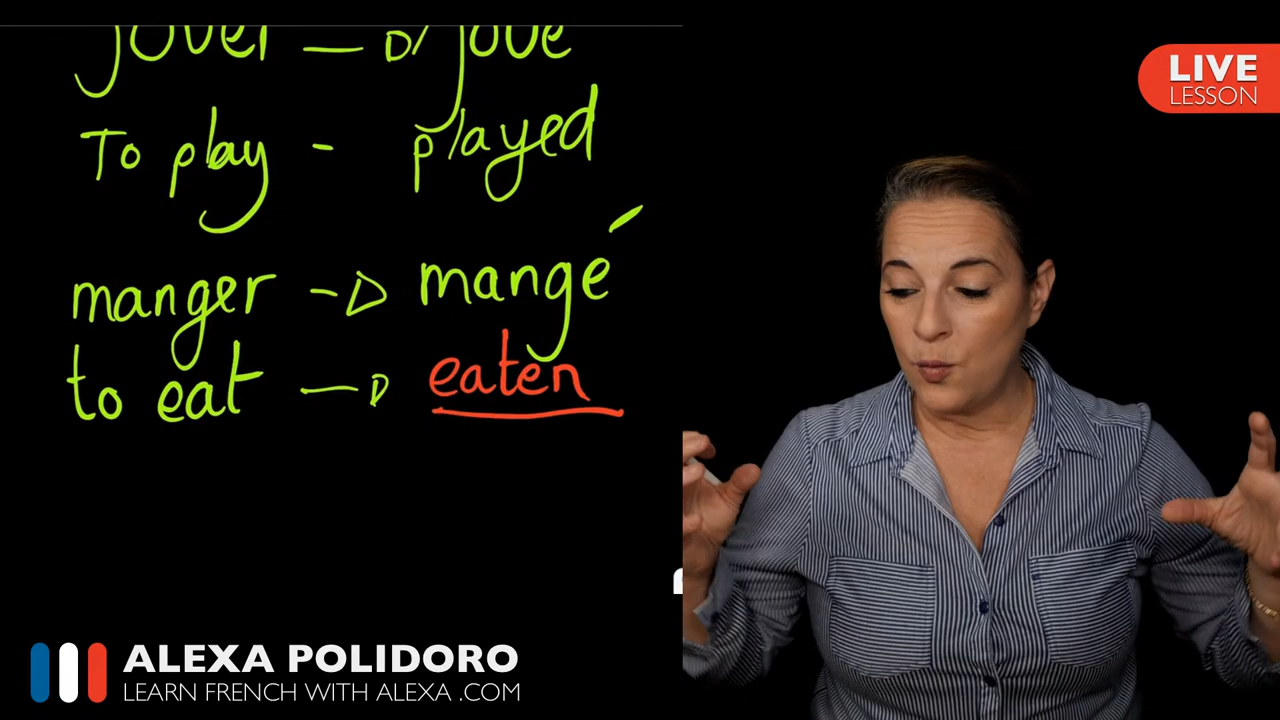 jouer — D joué
To play - played
manger - D mangé
to eat — D eaten
LIVE
LESSON
ALEXA POLIDORO
LEARN FRENCH WITH ALEXA .COM